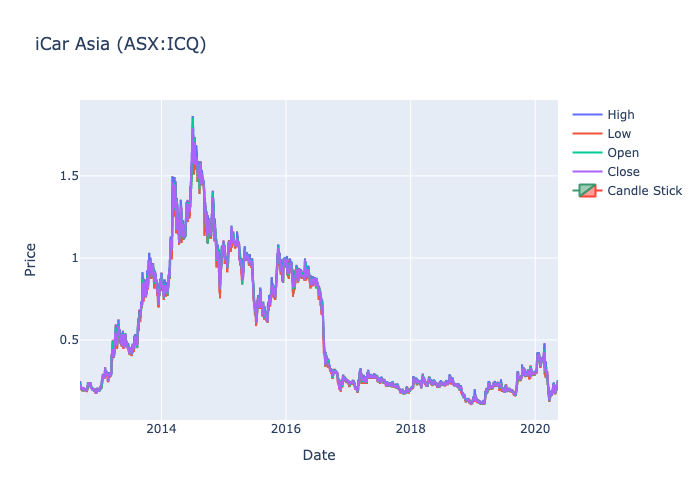 iCar Asia (ASX:ICQ)
High
Low
Open
Close
Candle Stick
Price
1.5
1
0.5
2014
2016
2018
2020
Date